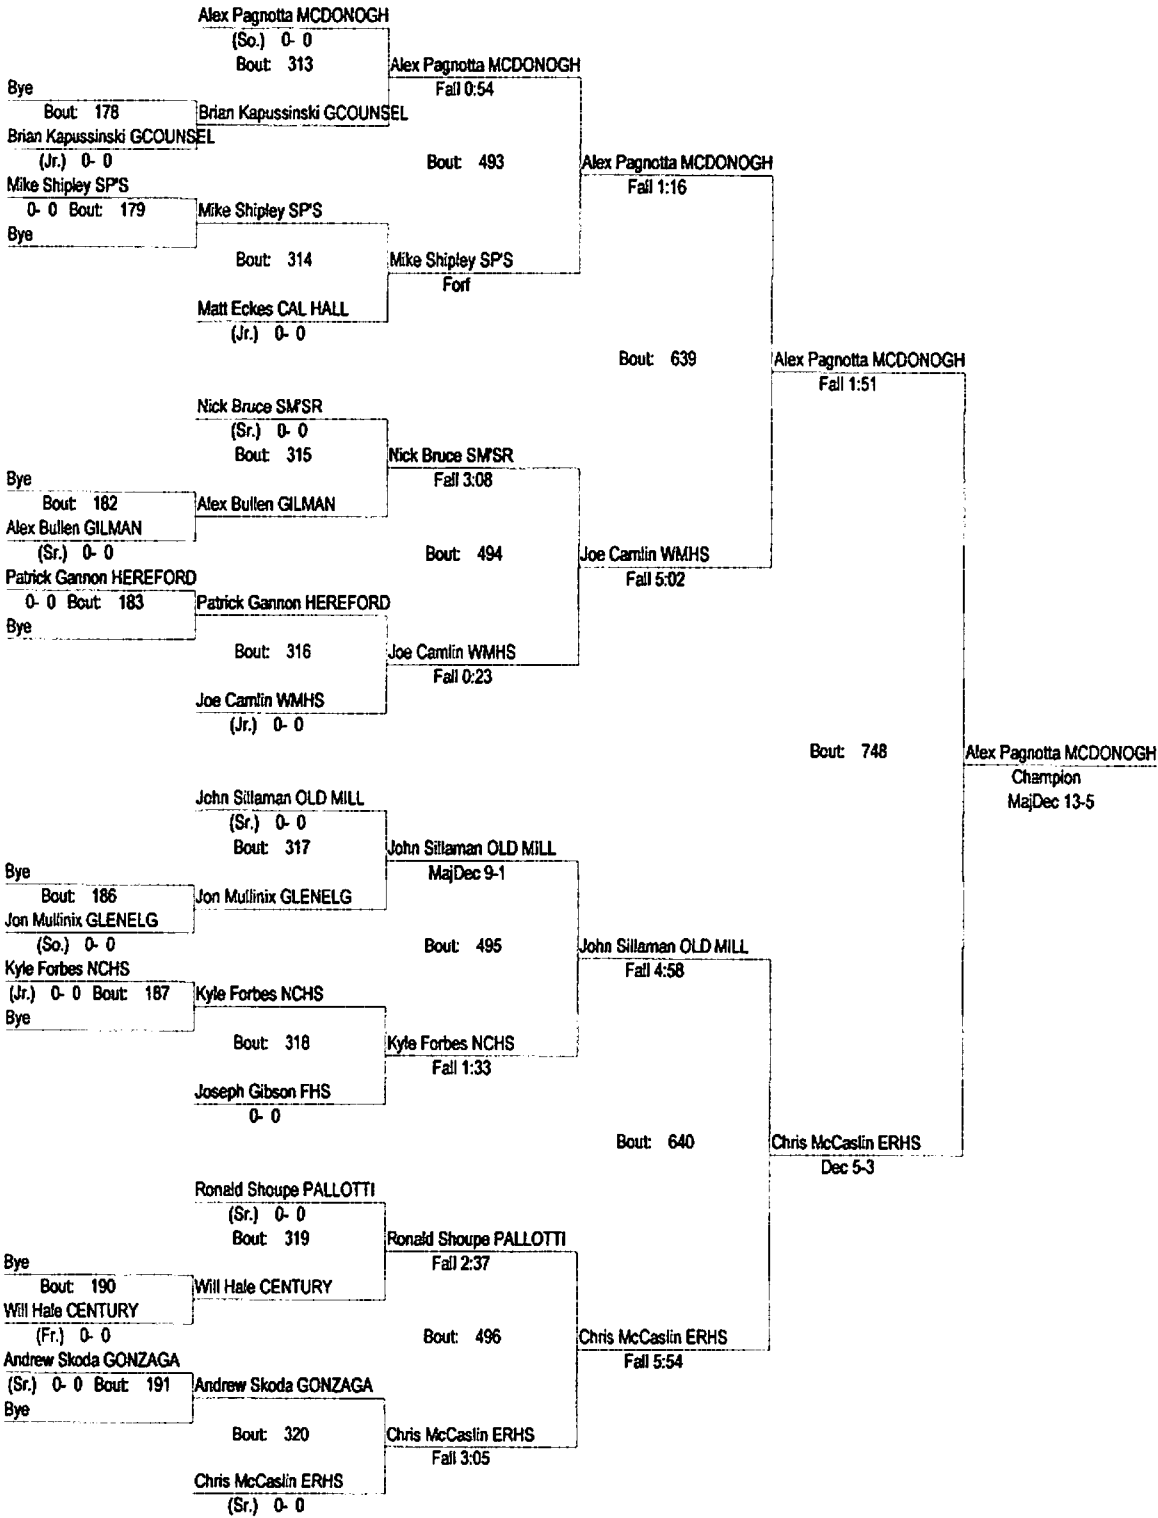 Alex Pagnotta MCDONOGH
(So.) 0- 0
Bout: 313
Alex Pagnotta MCDONOGH
Fall 0:54
Bye
Bout: 178
Brian Kapussinski GCOUNSEL
Brian Kapussinski GCOUNSEL
(Jr.) 0- 0
Bout: 493
Alex Pagnotta MCDONOGH
Fall 1:16
Mike Shipley SP'S
0- 0 Bout: 179
Mike Shipley SP'S
Bye
Bout: 314
Mike Shipley SP'S
Forf
Matt Eckes CAL HALL
(Jr.) 0- 0
Bout: 639
Alex Pagnotta MCDONOGH
Fall 1:51
Nick Bruce SM'SR
(Sr.) 0- 0
Bout: 315
Nick Bruce SM'SR
Fall 3:08
Bye
Bout: 182
Alex Bullen GILMAN
Alex Bullen GILMAN
(Sr.) 0- 0
Bout: 494
Joe Camlin WMHS
Fall 5:02
Patrick Gannon HEREFORD
0- 0 Bout: 183
Patrick Gannon HEREFORD
Bye
Bout: 316
Joe Camlin WMHS
Fall 0:23
Joe Camlin WMHS
(Jr.) 0- 0
Bout: 748
Alex Pagnotta MCDONOGH
Champion
MajDec 13-5
John Sillaman OLD MILL
(Sr.) 0- 0
Bout: 317
John Sillaman OLD MILL
MajDec 9-1
Bye
Bout: 186
Jon Mullinix GLENELG
Jon Mullinix GLENELG
(So.) 0- 0
Bout: 495
John Sillaman OLD MILL
Fall 4:58
Kyle Forbes NCHS
(Jr.) 0- 0 Bout: 187
Kyle Forbes NCHS
Bye
Bout: 318
Kyle Forbes NCHS
Fall 1:33
Joseph Gibson FHS
0- 0
Bout: 640
Chris McCaslin ERHS
Dec 5-3
Ronald Shoupe PALLOTTI
(Sr.) 0- 0
Bout: 319
Ronald Shoupe PALLOTTI
Fall 2:37
Bye
Bout: 190
Will Hale CENTURY
Will Hale CENTURY
(Fr.) 0- 0
Bout: 496
Chris McCaslin ERHS
Fall 5:54
Andrew Skoda GONZAGA
(Sr.) 0- 0 Bout: 191
Andrew Skoda GONZAGA
Bye
Bout: 320
Chris McCaslin ERHS
Fall 3:05
Chris McCaslin ERHS
(Sr.) 0- 0